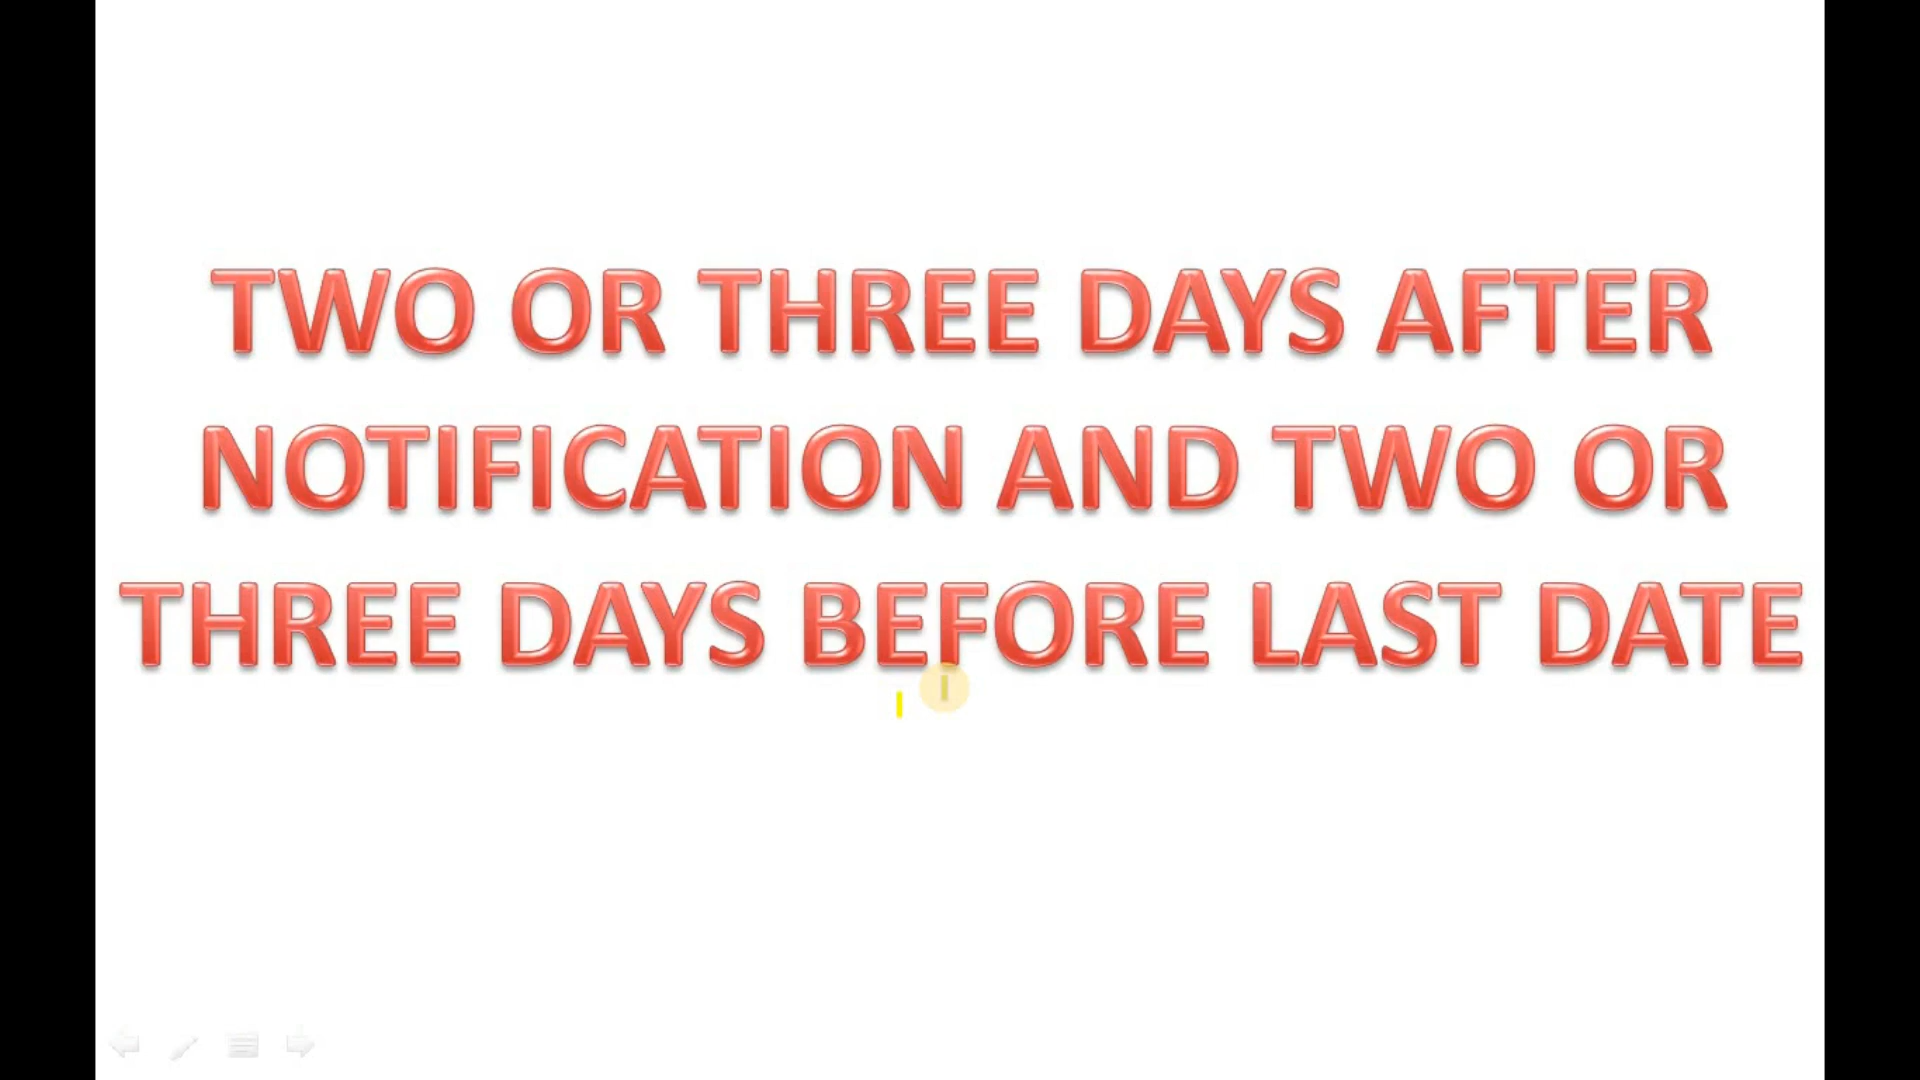 TWO OR THREE DAYS AFTER
NOTIFICATION AND TWO OR
THREE DAYS BEFORE LAST DATE